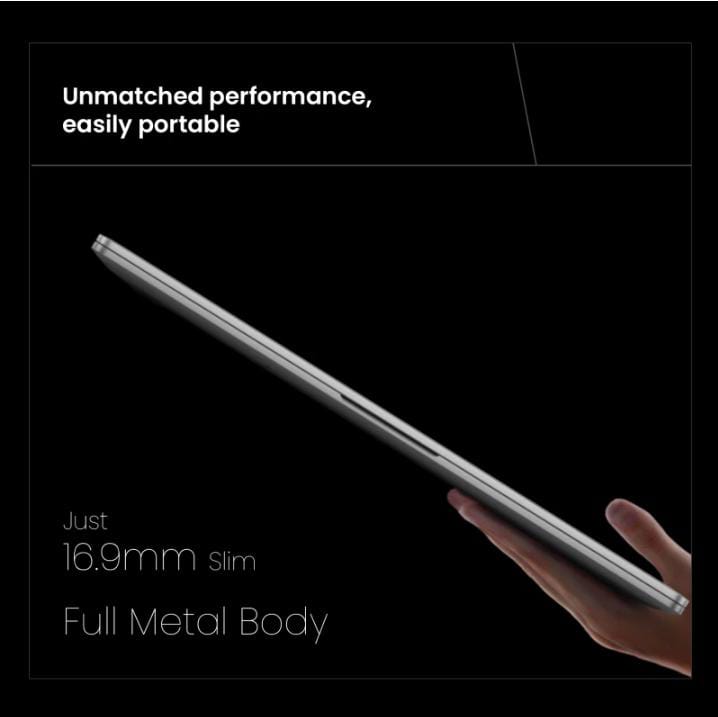 Unmatched performance,
easily portable
Just
16.9mm Slim
Full Metal Body